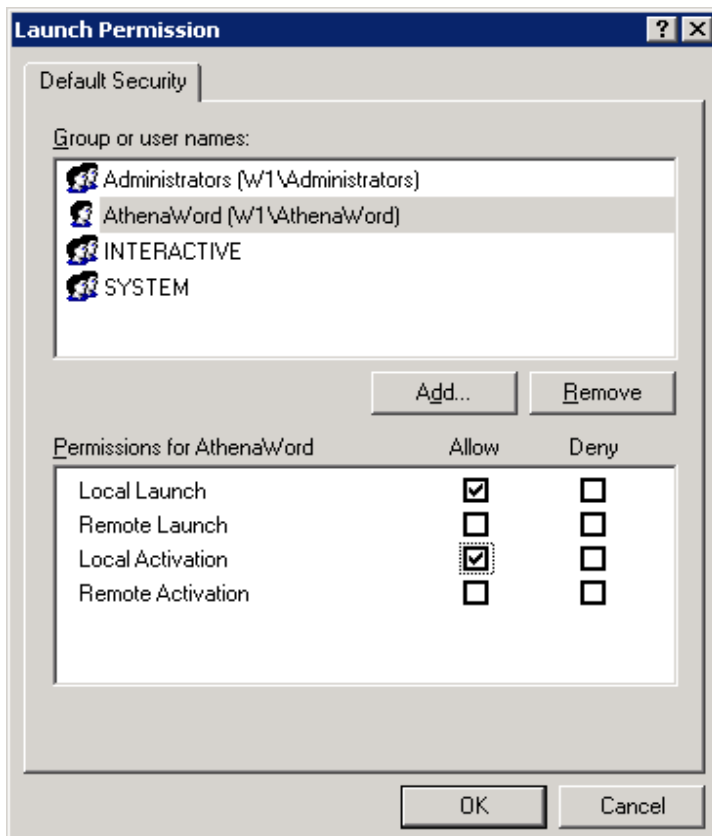 Launch Permission
Default Security
Group or user names:
Administrators (W1\Administrators)
AthenaWord (W1\AthenaWord)
INTERACTIVE
SYSTEM
Add... Remove
Permissions for AthenaWord Allow Deny
Local Launch
Remote Launch
Local Activation
Remote Activation
OK Cancel